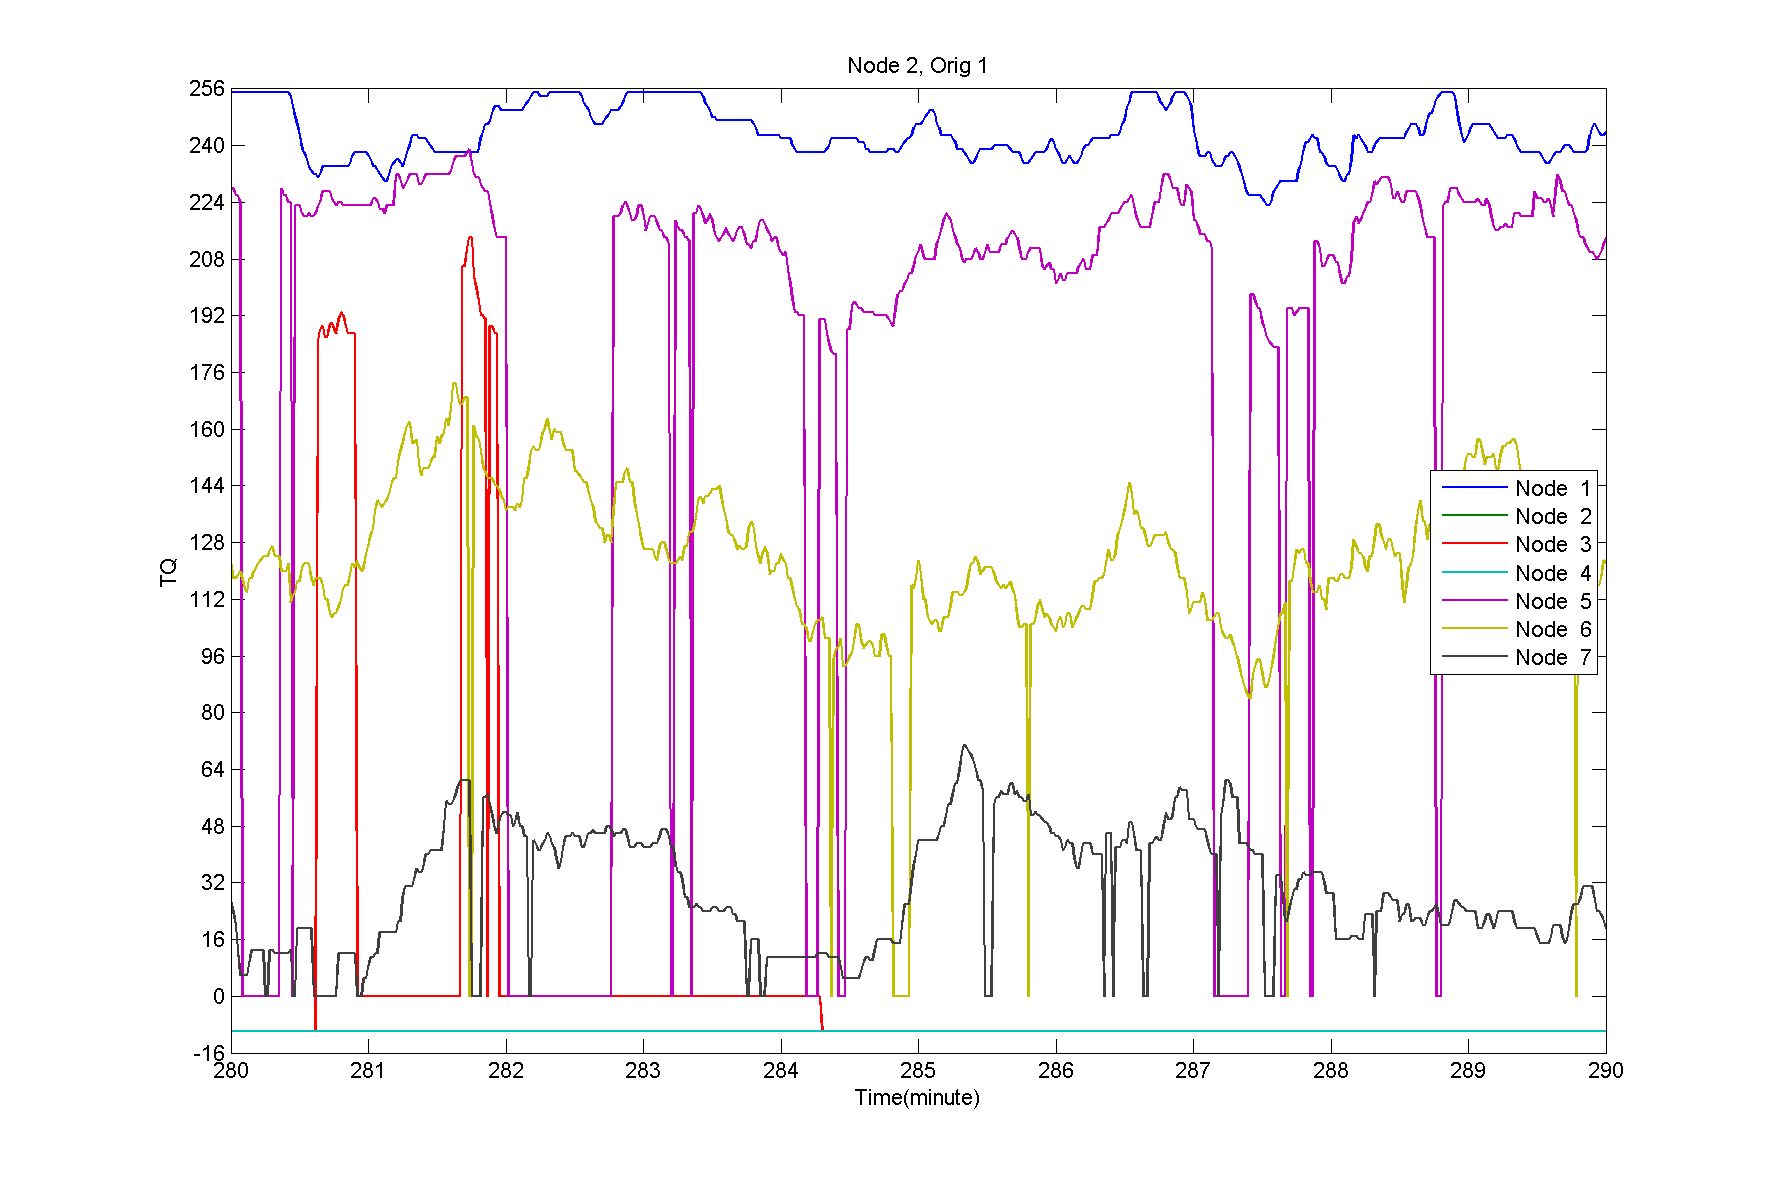 Node 2, Orig 1
256
240
224
208
192
176
160
144
128
112
96
80
64
48
32
16
0
-16
TQ
280 281 282 283 284 285 286 287 288 289 290
Time(minute)
Node 1
Node 2
Node 3
Node 4
Node 5
Node 6
Node 7